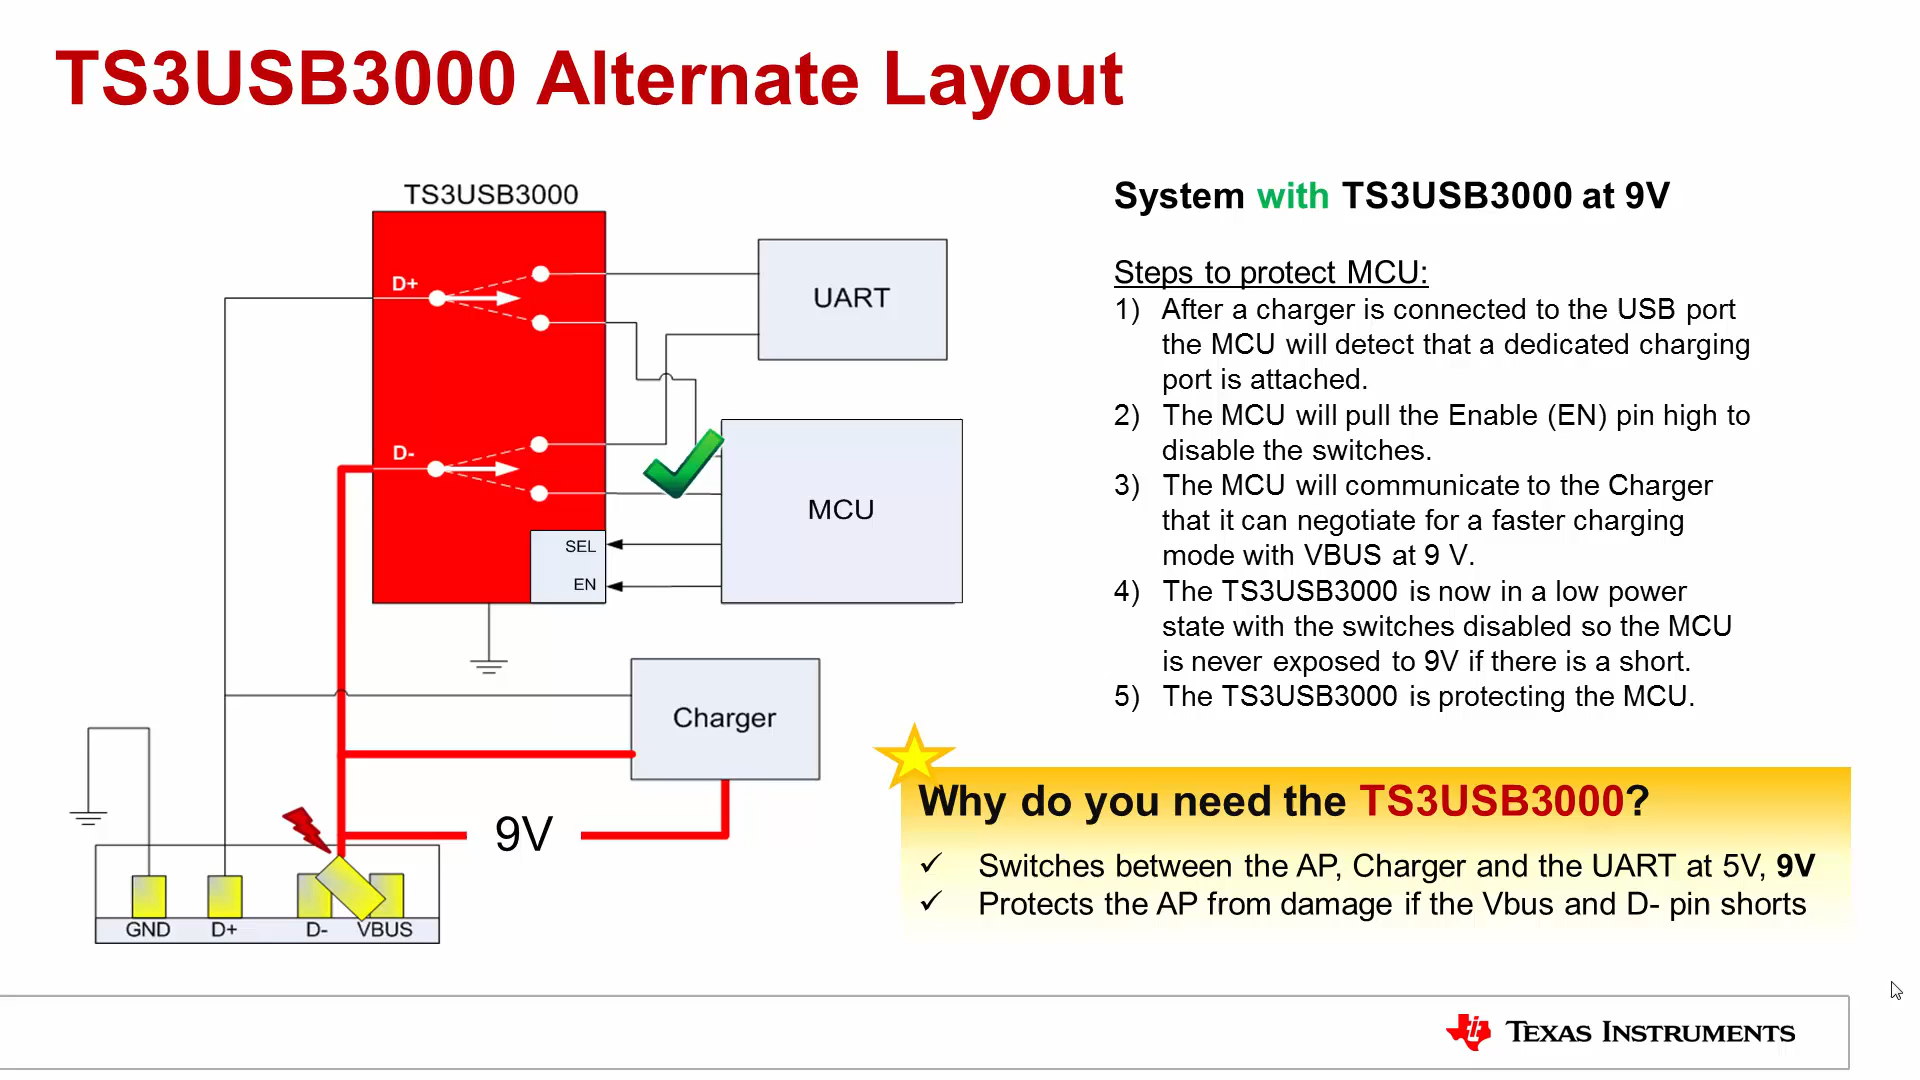 TS3USB3000 Alternate Layout
TS3USB3000
D+
UART
D-
MCU
SEL
EN
Charger
9V
GND D+ D- VBUS
System with TS3USB3000 at 9V
Steps to protect MCU:
1) After a charger is connected to the USB port
the MCU will detect that a dedicated charging
port is attached.
2) The MCU will pull the Enable (EN) pin high to
disable the switches.
3) The MCU will communicate to the Charger
that it can negotiate for a faster charging
mode with VBUS at 9 V.
4) The TS3USB3000 is now in a low power
state with the switches disabled so the MCU
is never exposed to 9V if there is a short.
5) The TS3USB3000 is protecting the MCU.
Why do you need the TS3USB3000?
✓ Switches between the AP, Charger and the UART at 5V, 9V
✓ Protects the AP from damage if the Vbus and D- pin shorts
TEXAS INSTRUMENTS